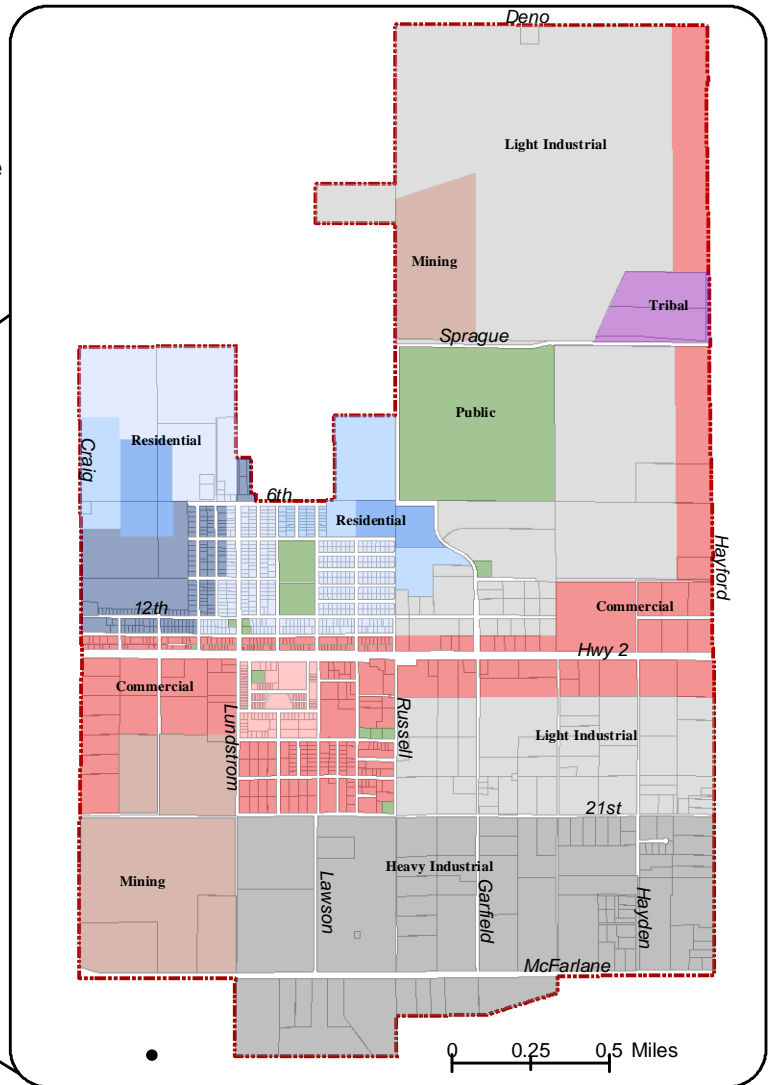 Deno
Light Industrial
Mining
Tribal
Sprague
Public
Craig
Residential
6th
Residential
Hayford
12th
Commercial
Hwy 2
Commercial
Lundstrom
Russell
Light Industrial
21st
Mining
Heavy Industrial
Lawson
Garfield
Hayden
McFarlane
0 0.25 0.5 Miles